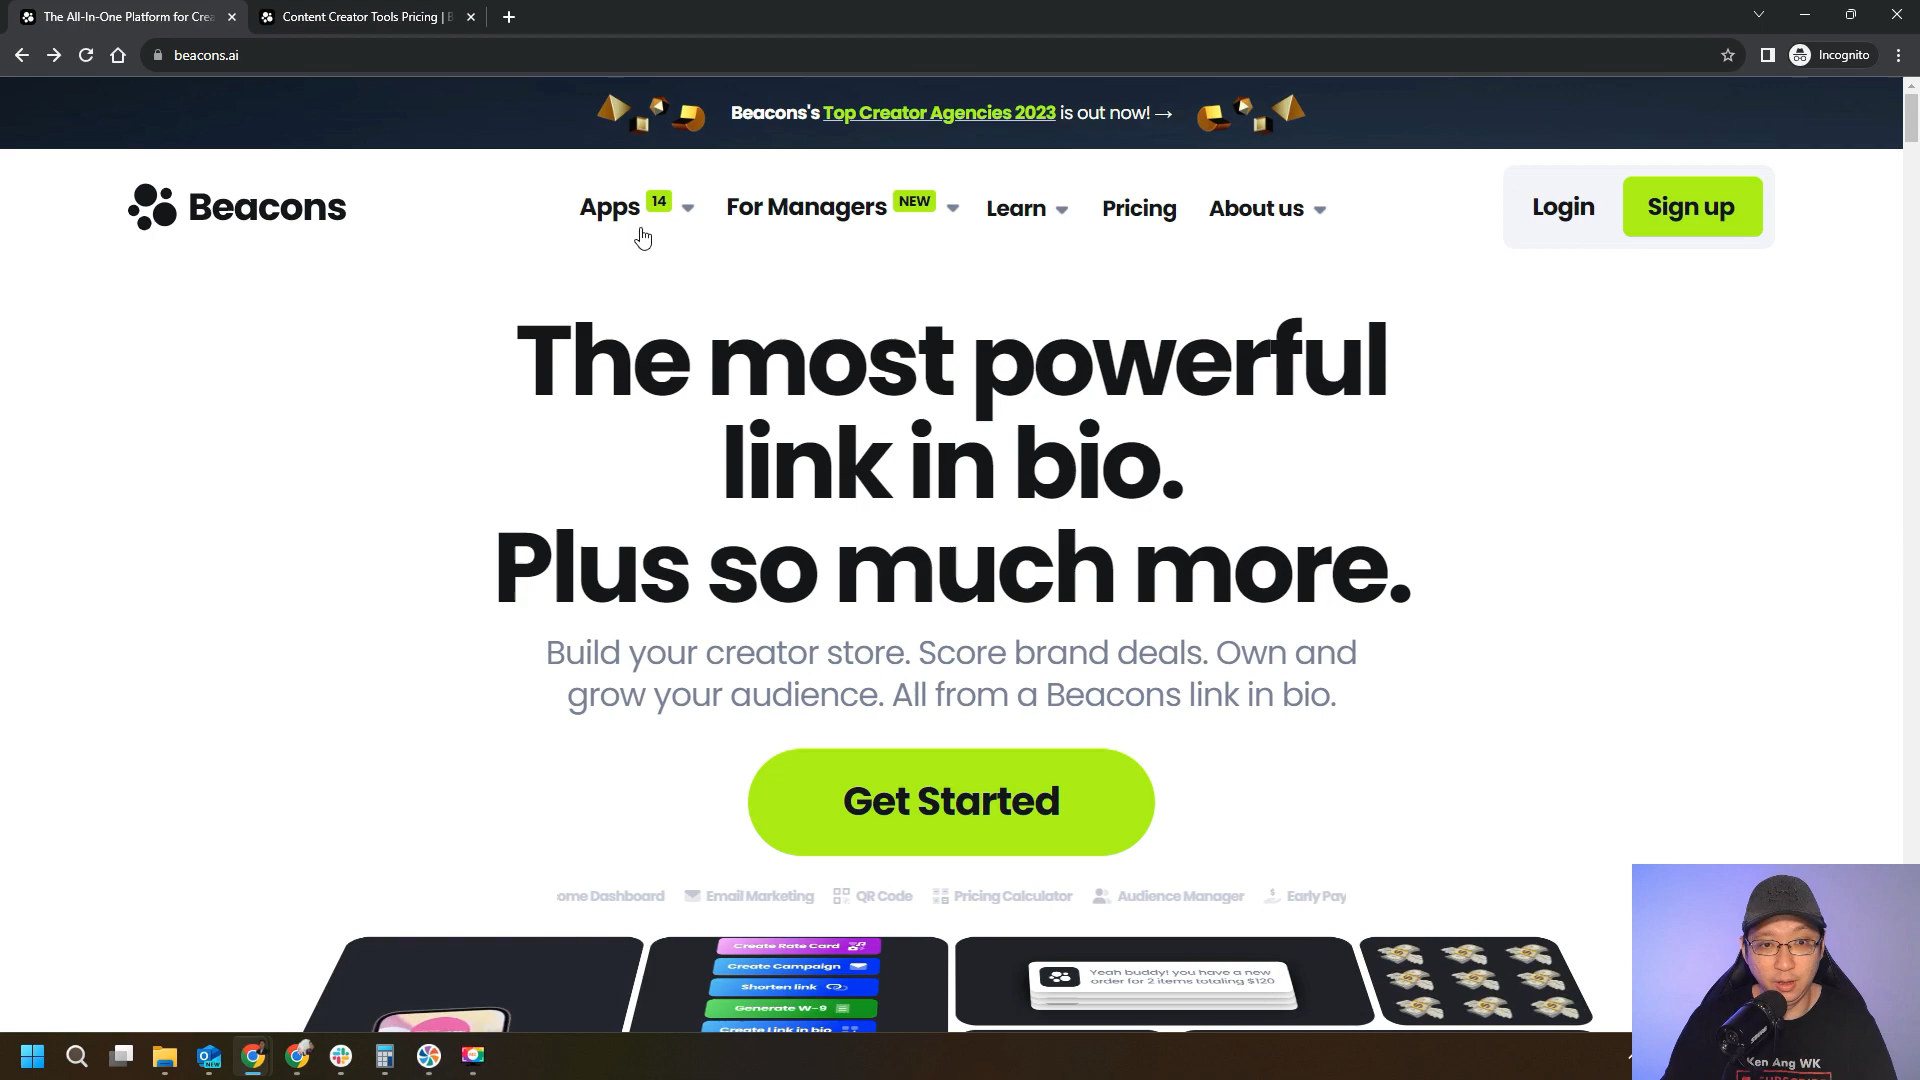 The All-In-One Platform for Crea
Content Creator Tools Pricing | B
beacons.ai
Incognito
Beacons's Top Creator Agencies 2023 is out now! →
Beacons
Apps 14
For Managers NEW
Learn
Pricing
About us
Login
Sign up
The most powerful
link in bio.
Plus so much more.
Build your creator store. Score brand deals. Own and
grow your audience. All from a Beacons link in bio.
Get Started
ome Dashboard
Email Marketing
QR Code
Pricing Calculator
Audience Manager
Early Pay
Create Rate Card
Create Campaign
Shorten link
Generate W-9
Create Link in bio
Yeah buddy! you have a new
order for 2 items totaling $120
NEW
Ken Ang WK
SUBSCRIBE